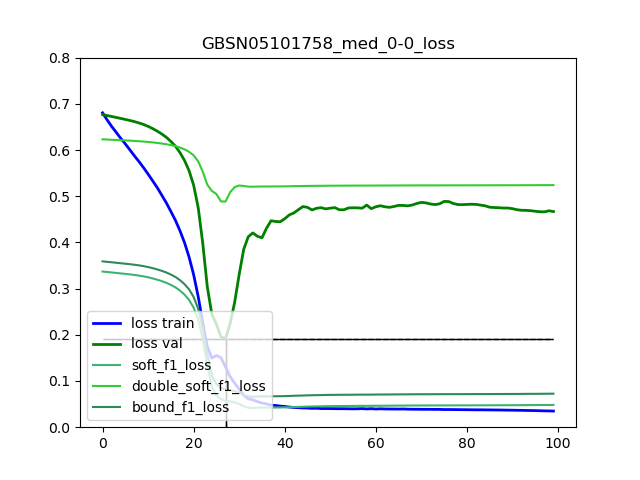 GBSN05101758_med_0-0_loss
0.8
0.7
0.6
0.5
0.4
0.3
0.2
0.1
0.0
loss train
loss val
soft_f1_loss
double_soft_f1_loss
bound_f1_loss
0 20 40 60 80 100